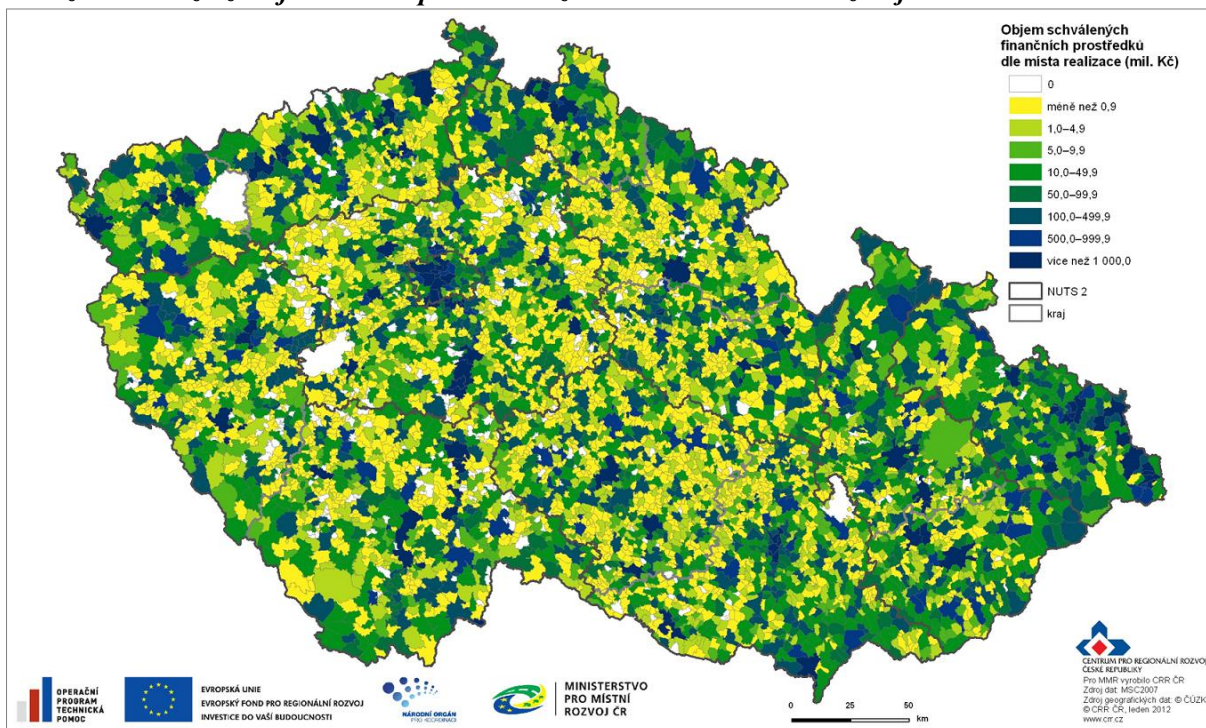 Objem schválených
finančních prostředků
dle místa realizace (mil. Kč)
0
méně než 0,9
1,0–4,9
5,0–9,9
10,0–49,9
50,0–99,9
100,0–499,9
500,0–999,9
více než 1 000,0
NUTS 2
kraj
OPERAČNÍ
PROGRAM
TECHNICKÁ
POMOC
EVROPSKÁ UNIE
EVROPSKÝ FOND PRO REGIONÁLNÍ ROZVOJ
INVESTICE DO VAŠÍ BUDOUCNOSTI
NÁRODNÍ ORGÁN
PRO KOORDINACI
MINISTERSTVO
PRO MÍSTNÍ
ROZVOJ ČR
0 25 50
km
CENTRUM PRO REGIONÁLNÍ ROZVOJ
ČESKÉ REPUBLIKY
Pro MMR vyrobilo CRR ČR
Zdroj dat: MSC2007
Zdroj geografických dat: © ČÚZK
© CRR ČR, leden 2012
www.crr.cz